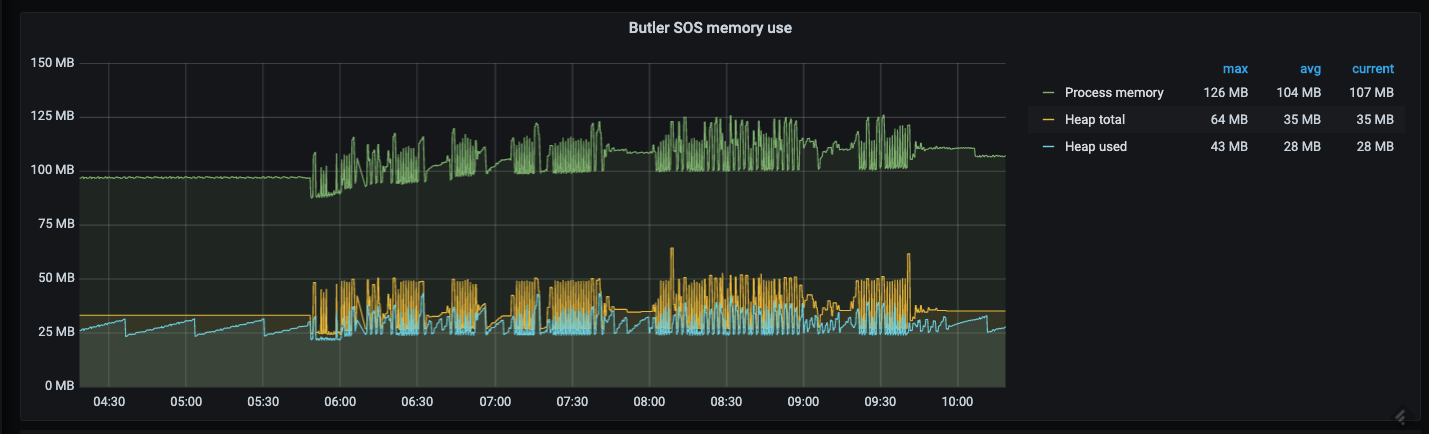 Butler SOS memory use
150 MB
125 MB
100 MB
75 MB
50 MB
25 MB
0 MB
04:30 05:00 05:30 06:00 06:30 07:00 07:30 08:00 08:30 09:00 09:30 10:00
max avg current
Process memory 126 MB 104 MB 107 MB
Heap total 64 MB 35 MB 35 MB
Heap used 43 MB 28 MB 28 MB